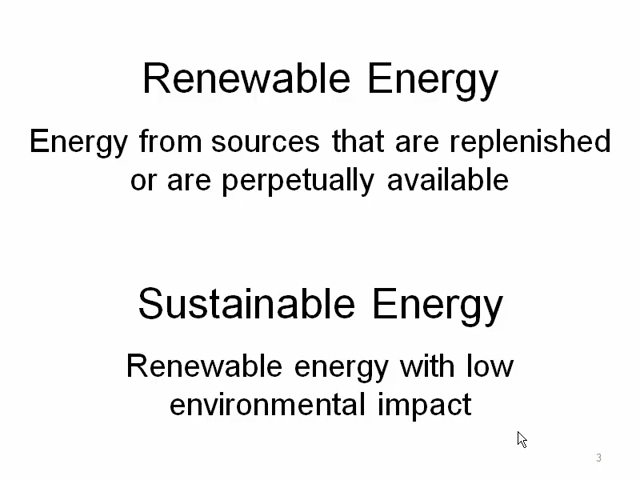 Renewable Energy
Energy from sources that are replenished
or are perpetually available
Sustainable Energy
Renewable energy with low
environmental impact
3